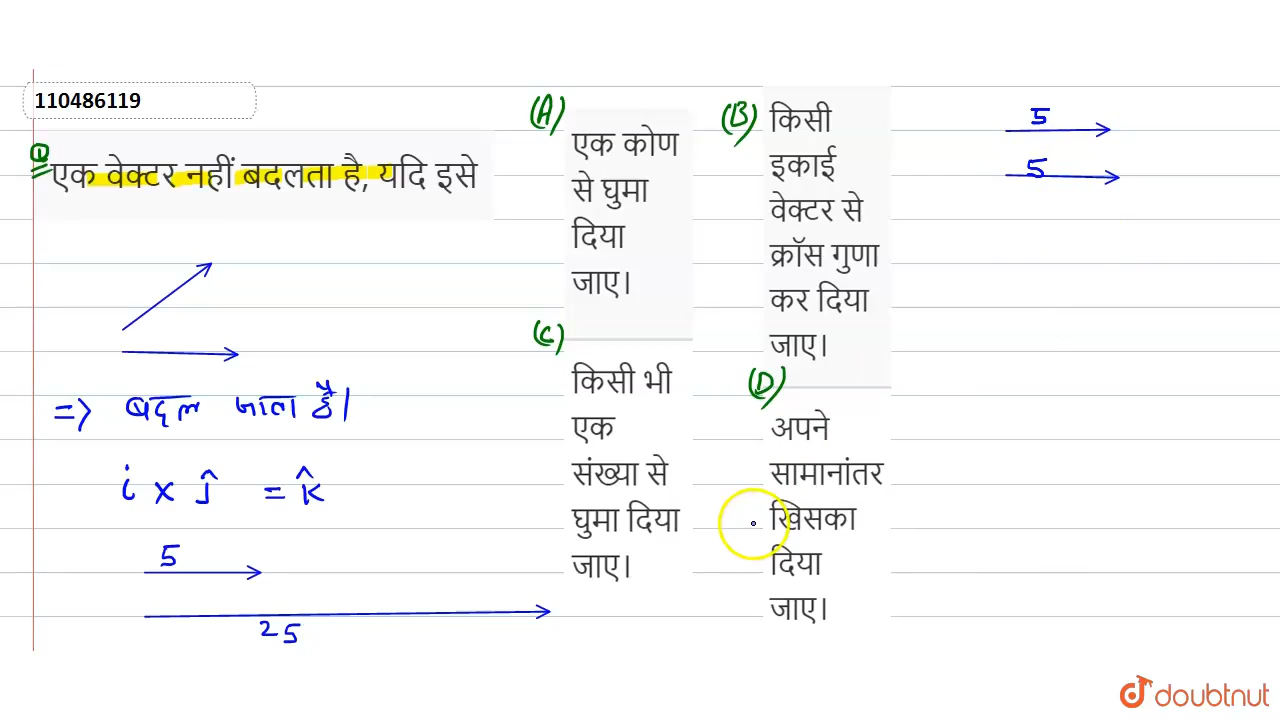 110486119
① एक वेक्टर नहीं बदलता है, यदि इसे
(A)
एक कोण
से घुमा
दिया
जाए।
(B)
किसी
इकाई
वेक्टर से
क्रॉस गुणा
कर दिया
जाए।
(C)
किसी भी
एक
संख्या से
घुमा दिया
जाए।
(D)
अपने
सामानांतर
खिसका
दिया
जाए।
5
5
=> बदल जाता है।
i × ĵ = k̂
5
25
doubtnut